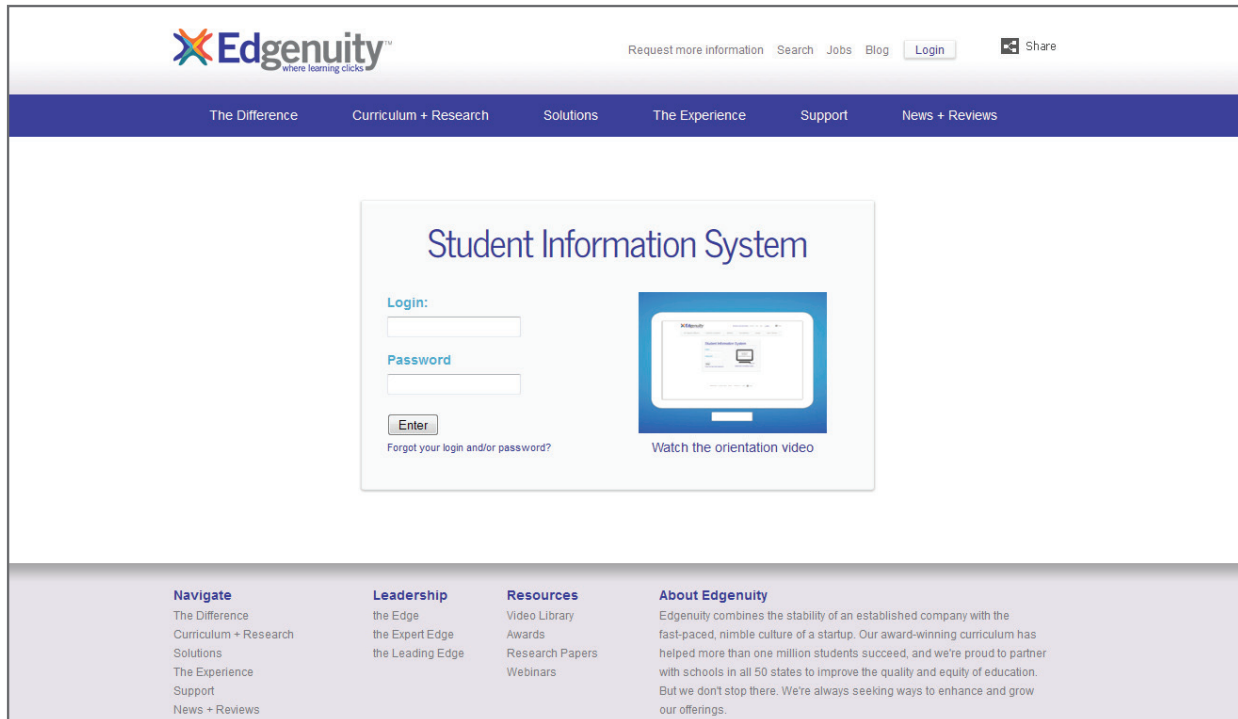 Edgenuity™
where learning clicks
Request more information Search Jobs Blog Login Share
The Difference Curriculum + Research Solutions The Experience Support News + Reviews
Student Information System
Login:
Password
Enter
Forgot your login and/or password?
Watch the orientation video
Navigate
The Difference
Curriculum + Research
Solutions
The Experience
Support
News + Reviews
Leadership
the Edge
the Expert Edge
the Leading Edge
Resources
Video Library
Awards
Research Papers
Webinars
About Edgenuity
Edgenuity combines the stability of an established company with the
fast-paced, nimble culture of a startup. Our award-winning curriculum has
helped more than one million students succeed, and we're proud to partner
with schools in all 50 states to improve the quality and equity of education.
But we don't stop there. We're always seeking ways to enhance and grow
our offerings.